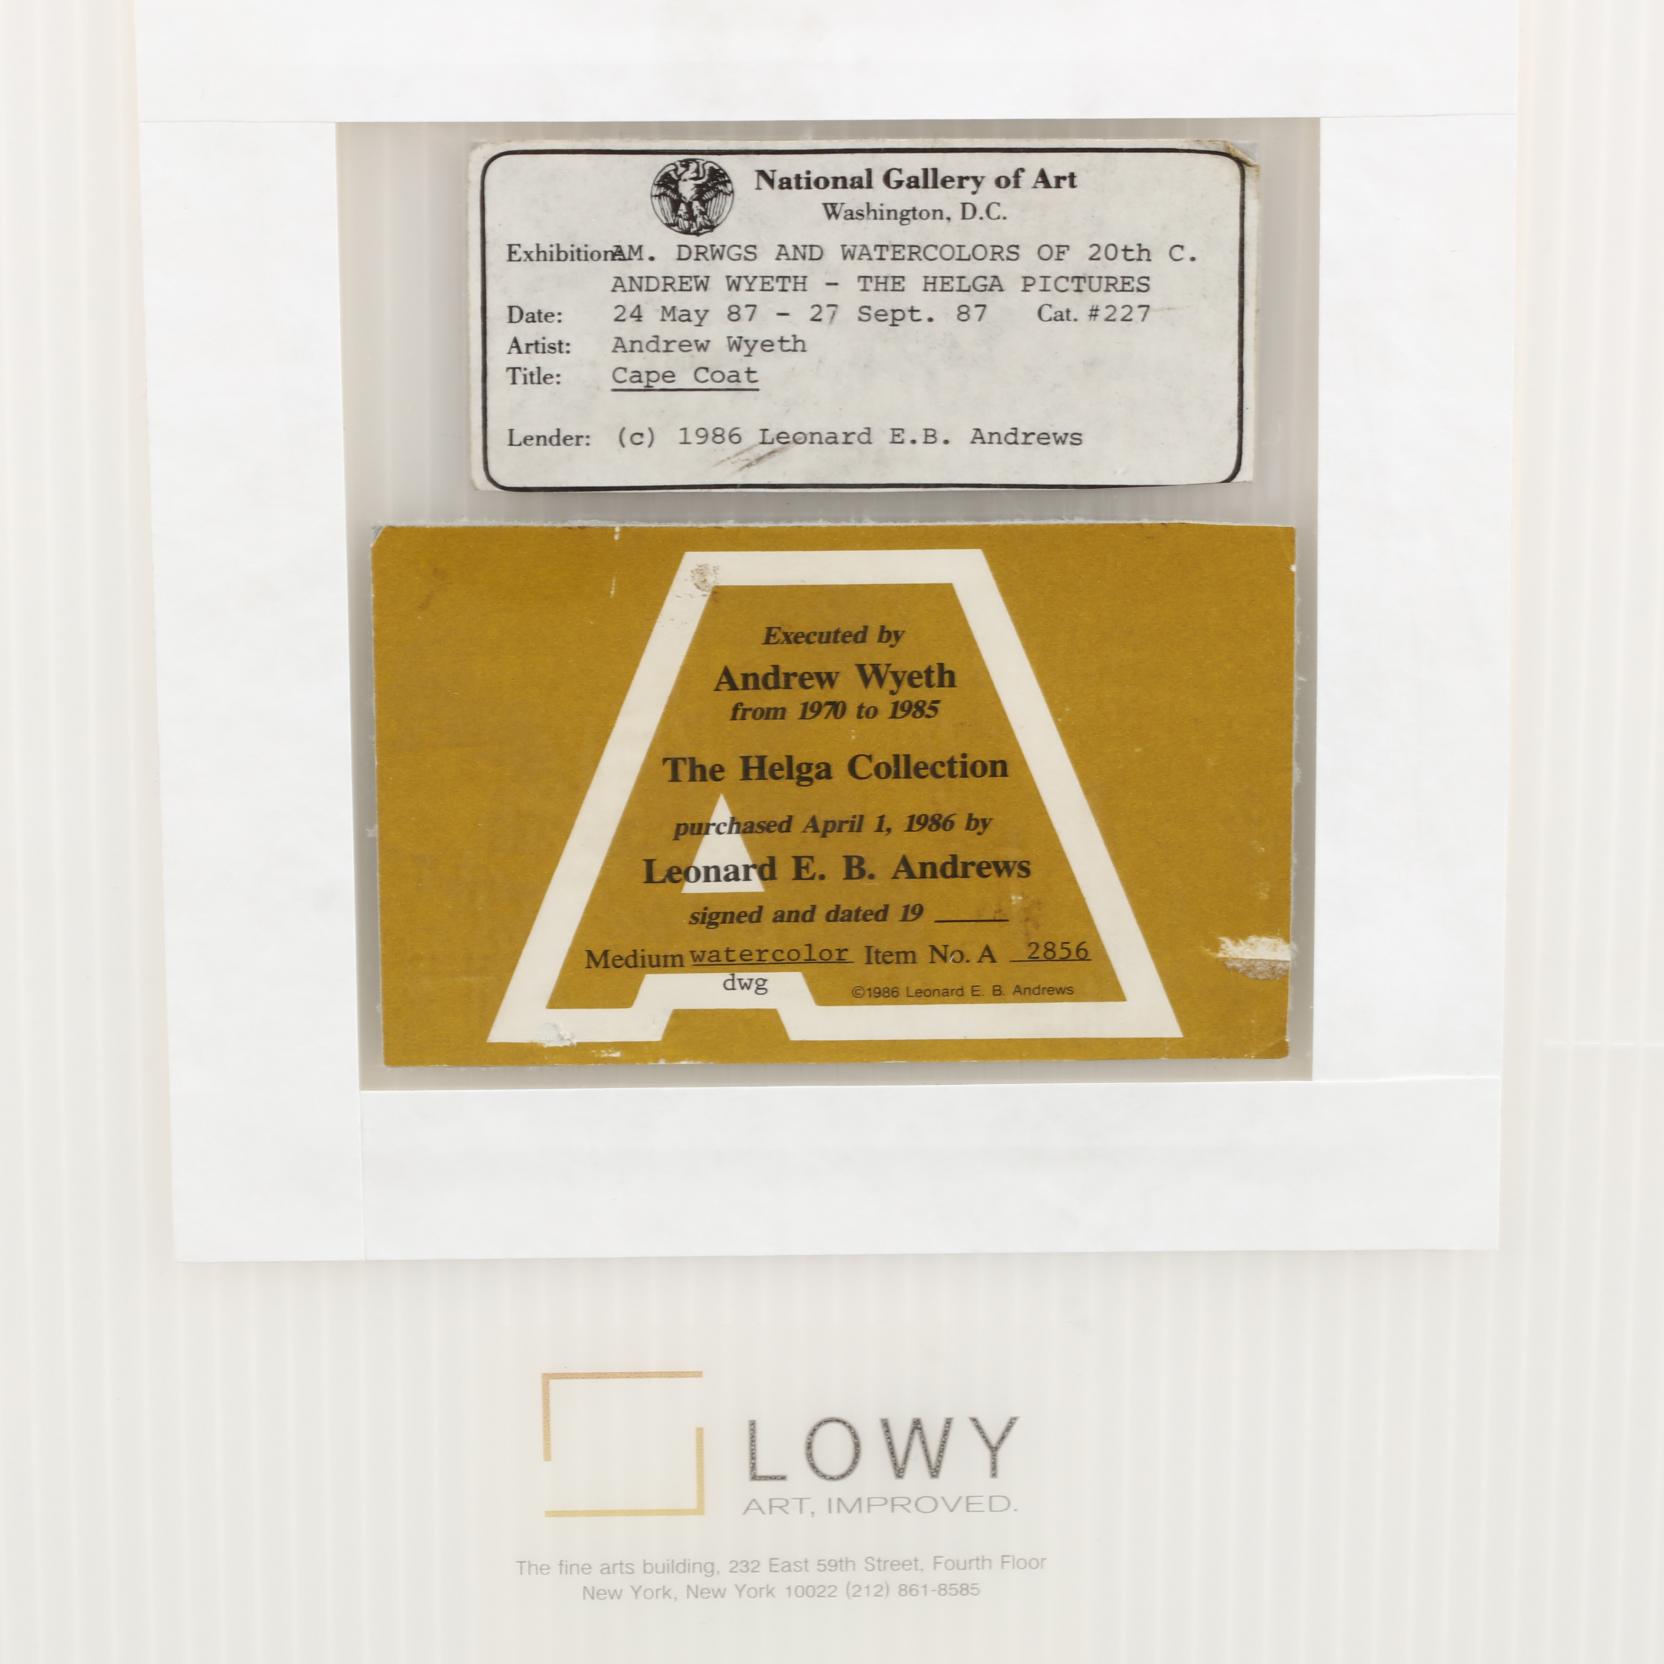 National Gallery of Art
Washington, D.C.
Exhibition: AM. DRWGS AND WATERCOLORS OF 20th C.
ANDREW WYETH - THE HELGA PICTURES
Date: 24 May 87 - 27 Sept. 87 Cat. #227
Artist: Andrew Wyeth
Title: Cape Coat
Lender: (c) 1986 Leonard E.B. Andrews
Executed by
Andrew Wyeth
from 1970 to 1985
The Helga Collection
purchased April 1, 1986 by
Leonard E. B. Andrews
signed and dated 19 ______
Medium watercolor Item No. A 2856
dwg
©1986 Leonard E. B. Andrews
LOWY
ART, IMPROVED.
The fine arts building, 232 East 59th Street, Fourth Floor
New York, New York 10022 (212) 861-8585